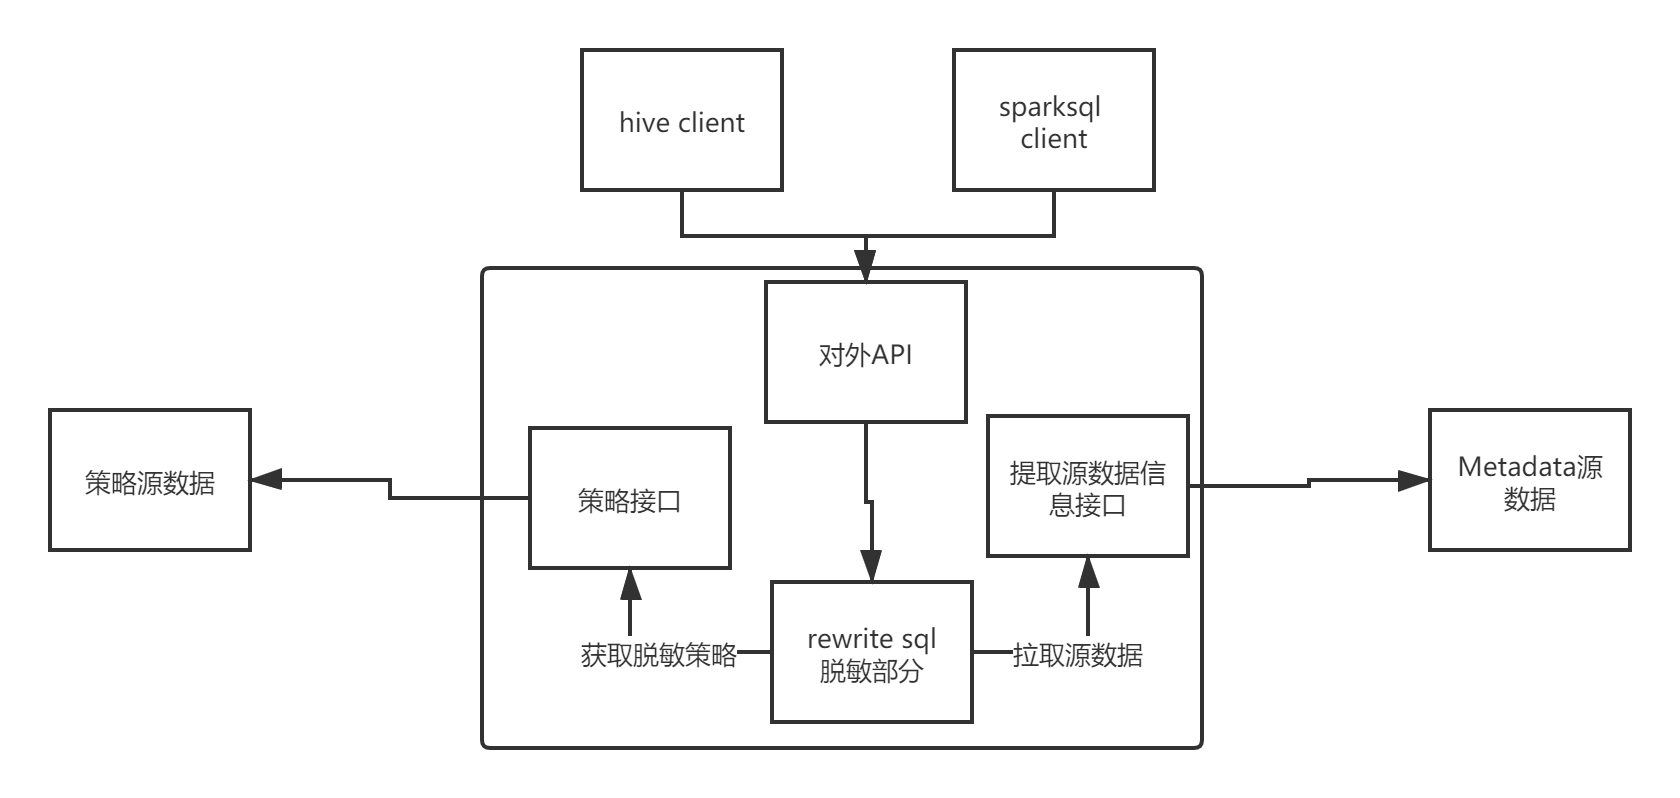 hive client
sparksql
client
对外API
策略源数据
策略接口
提取源数据信
息接口
Metadata源
数据
获取脱敏策略
rewrite sql
脱敏部分
拉取源数据